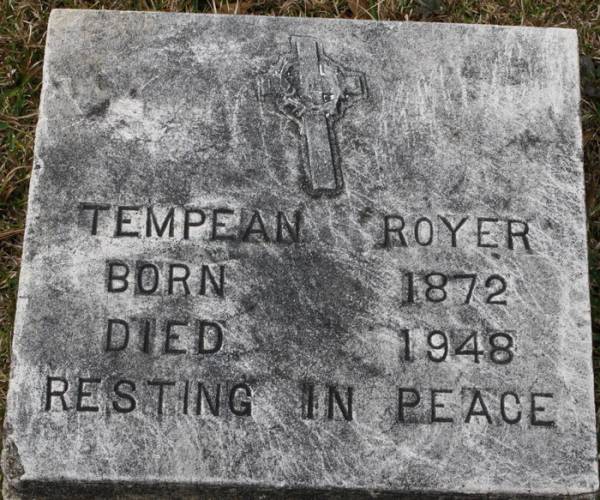 TEMPEAN ROYER
BORN 1872
DIED 1948
RESTING IN PEACE